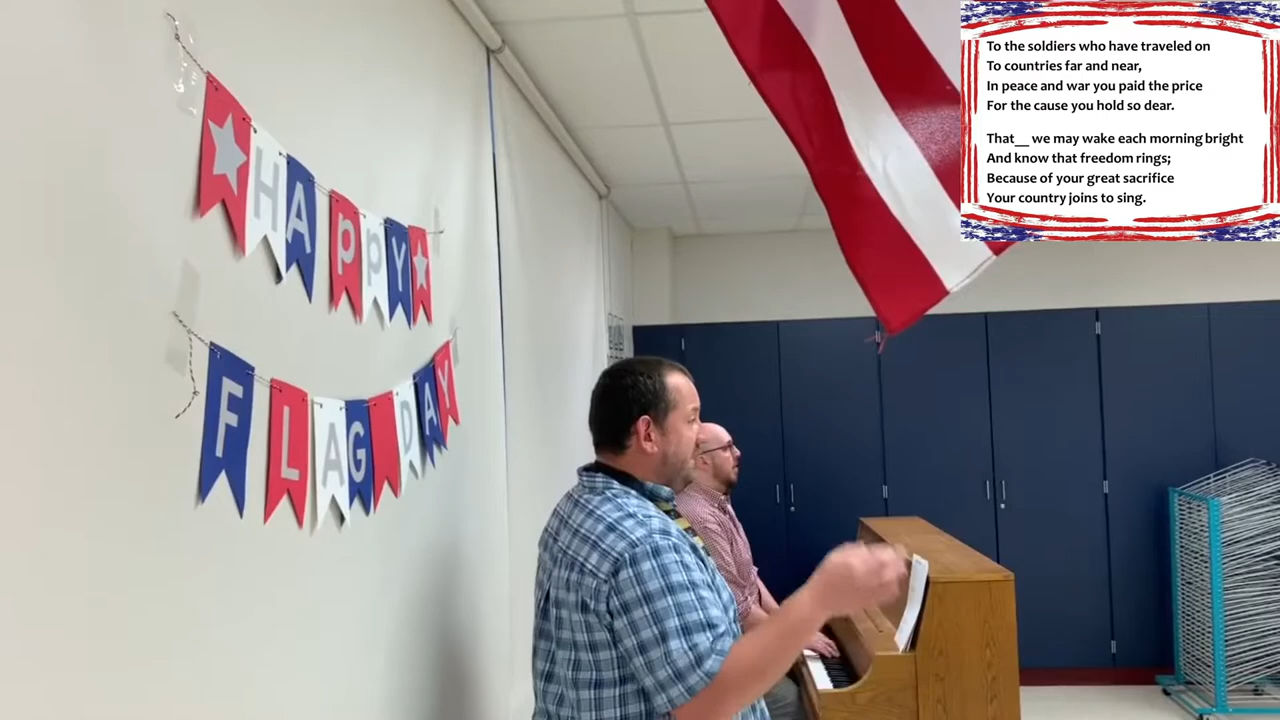 HAPPY
FLAG DAY
To the soldiers who have traveled on
To countries far and near,
In peace and war you paid the price
For the cause you hold so dear.
That__ we may wake each morning bright
And know that freedom rings;
Because of your great sacrifice
Your country joins to sing.